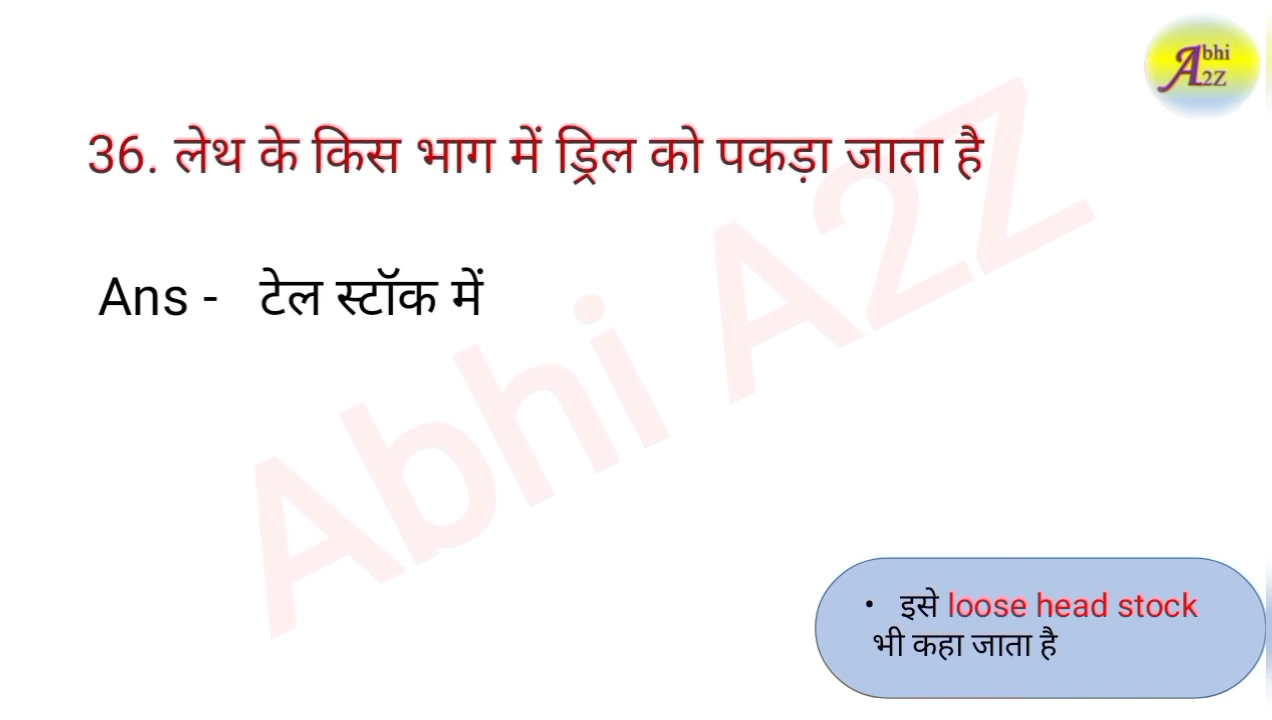 Abhi
A2Z
36. लेथ के किस भाग में ड्रिल को पकड़ा जाता है
Ans - टेल स्टॉक में
Abhi A2Z
• इसे loose head stock
भी कहा जाता है